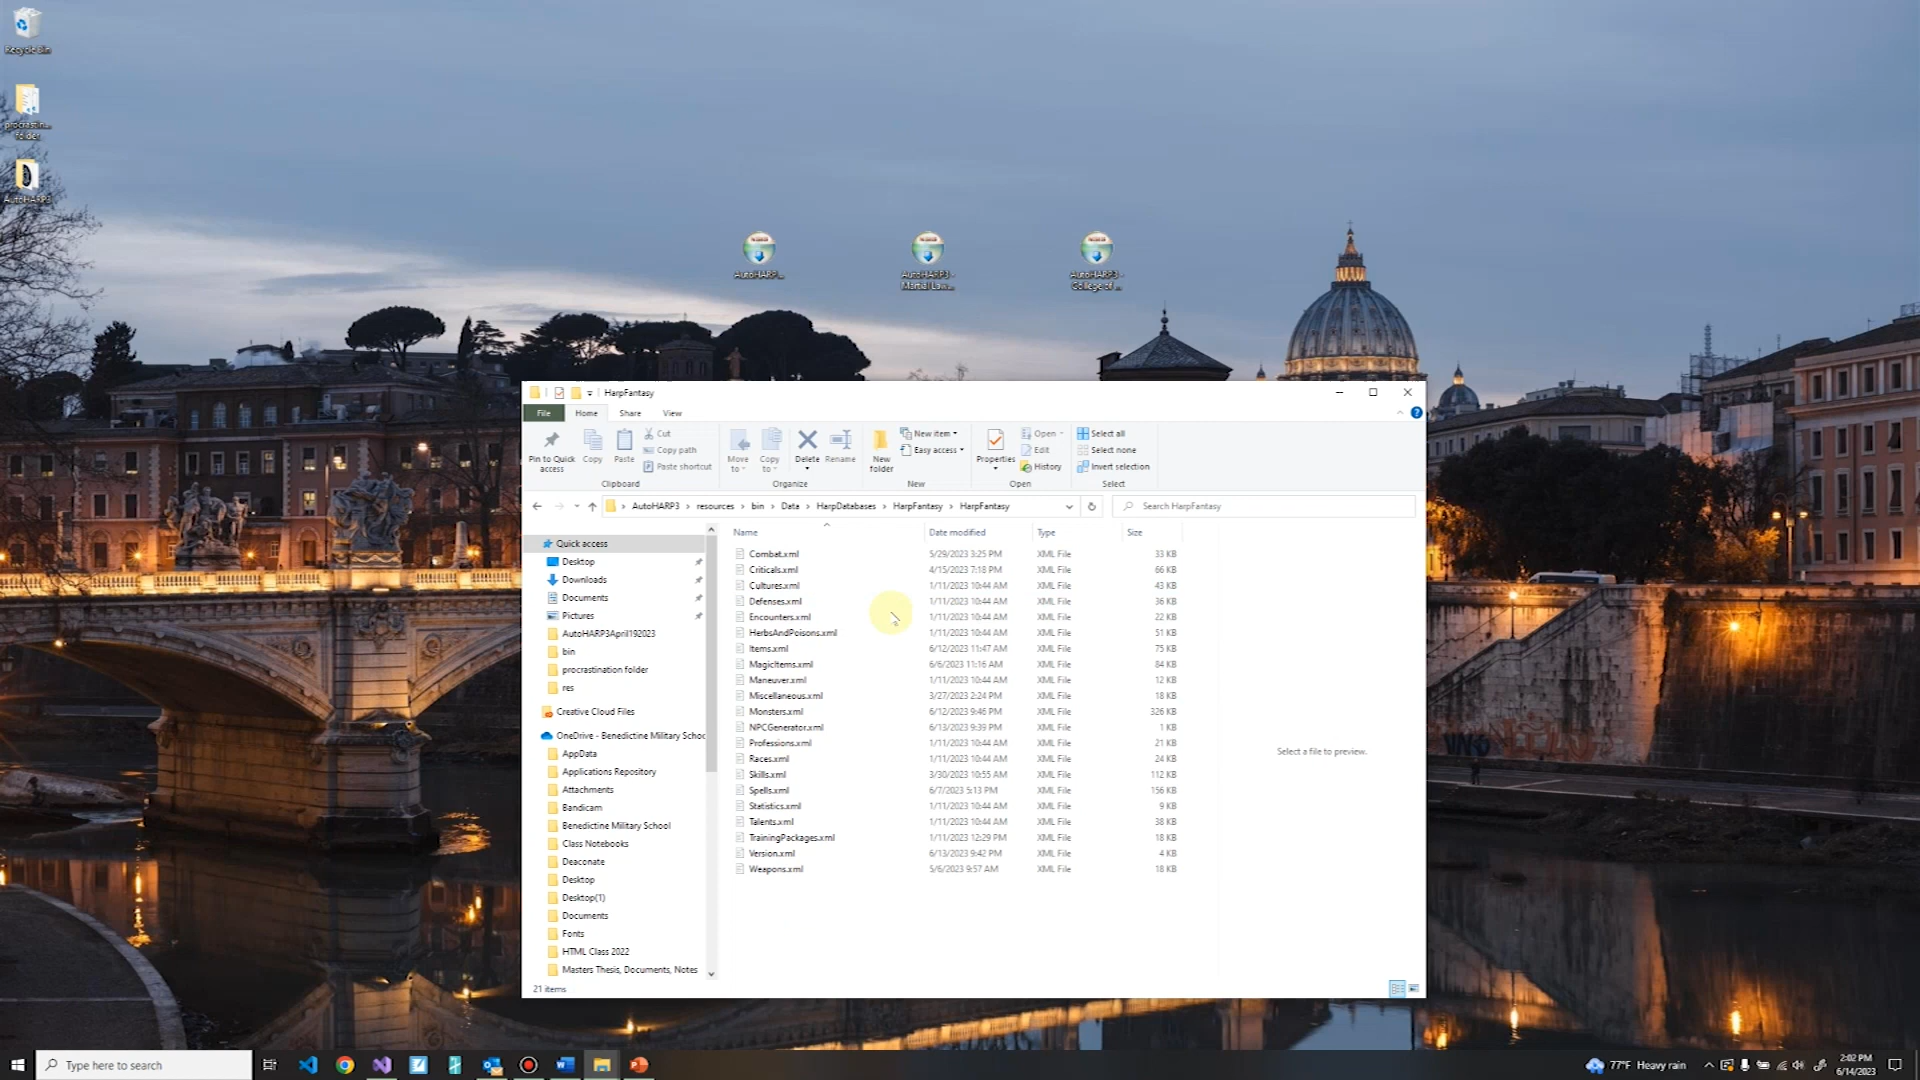 Recycle Bin
procrastin...
folder
AutoHARP3
AutoHARP3 -
Martial Law...
AutoHARP3 -
College of ...
HarpFantasy
File
Home
Share
View
Pin to Quick
access
Copy
Paste
Cut
Copy path
Paste shortcut
Clipboard
Move
to
Copy
to
Delete
Rename
Organize
New
folder
New item
Easy access
New
Properties
Open
Edit
History
Open
Select all
Select none
Invert selection
Select
AutoHARP3 › resources › bin › Data › HarpDatabases › HarpFantasy › HarpFantasy
Search HarpFantasy
Quick access
Desktop
Downloads
Documents
Pictures
AutoHARP3April192023
bin
procrastination folder
res
Creative Cloud Files
OneDrive - Benedictine Military Schoo
AppData
Applications Repository
Attachments
Bandicam
Benedictine Military School
Class Notebooks
Deaconate
Desktop
Desktop(1)
Documents
Fonts
HTML Class 2022
Masters Thesis, Documents, Notes
Name Date modified Type Size
Combat.xml 5/29/2023 3:25 PM XML File 33 KB
Criticals.xml 4/15/2023 7:18 PM XML File 66 KB
Cultures.xml 1/11/2023 10:44 AM XML File 43 KB
Defenses.xml 1/11/2023 10:44 AM XML File 36 KB
Encounters.xml 1/11/2023 10:44 AM XML File 22 KB
HerbsAndPoisons.xml 1/11/2023 10:44 AM XML File 51 KB
Items.xml 6/12/2023 11:47 AM XML File 75 KB
MagicItems.xml 6/6/2023 11:16 AM XML File 84 KB
Maneuver.xml 1/11/2023 10:44 AM XML File 12 KB
Miscellaneous.xml 3/27/2023 2:24 PM XML File 18 KB
Monsters.xml 6/12/2023 9:46 PM XML File 326 KB
NPCGenerator.xml 6/13/2023 9:39 PM XML File 1 KB
Professions.xml 1/11/2023 10:44 AM XML File 21 KB
Races.xml 1/11/2023 10:44 AM XML File 24 KB
Skills.xml 3/30/2023 10:55 AM XML File 112 KB
Spells.xml 6/7/2023 5:13 PM XML File 156 KB
Statistics.xml 1/11/2023 10:44 AM XML File 9 KB
Talents.xml 1/11/2023 10:44 AM XML File 38 KB
TrainingPackages.xml 1/11/2023 12:29 PM XML File 18 KB
Version.xml 6/13/2023 9:42 PM XML File 4 KB
Weapons.xml 5/6/2023 9:57 AM XML File 18 KB
Select a file to preview.
21 items
Type here to search
77°F Heavy rain
2:02 PM
6/14/2023